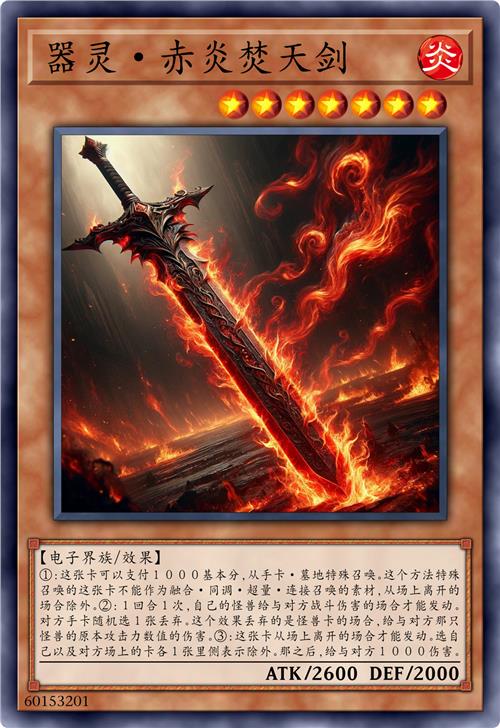 器灵·赤炎焚天剑
炎
【电子界族/效果】
①:这张卡可以支付1000基本分,从手卡·墓地特殊召唤。这个方法特殊
召唤的这张卡不能作为融合·同调·超量·连接召唤的素材,从场上离开的
场合除外。②:1回合1次,自己的怪兽给与对方战斗伤害的场合才能发动。
对方手卡随机选1张丢弃。这个效果丢弃的是怪兽卡的场合,给与对方那只
怪兽的原本攻击力数值的伤害。③:这张卡从场上离开的场合才能发动。选自
己以及对方场上的卡各1张里侧表示除外。那之后,给与对方1000伤害。
ATK/2600 DEF/2000
60153201